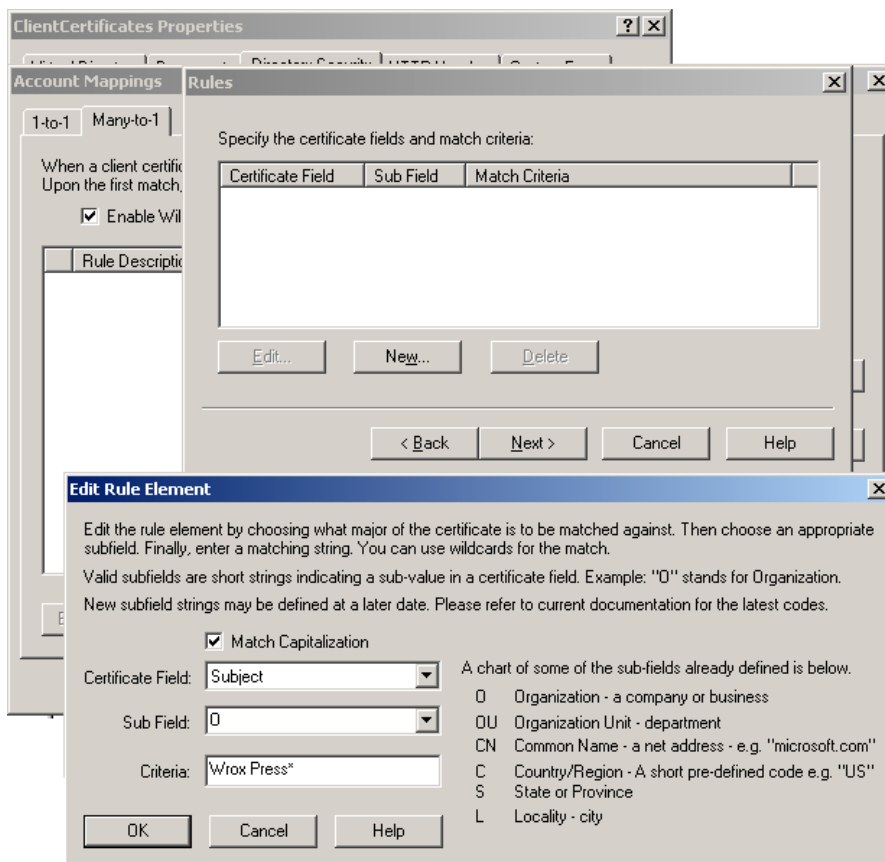 ClientCertificates Properties
Directory Security
Account Mappings
Rules
1-to-1
Many-to-1
When a client certific
Upon the first match,
Enable Wil
Rule Descriptio
Specify the certificate fields and match criteria:
Certificate Field
Sub Field
Match Criteria
Edit...
New...
Delete
< Back
Next >
Cancel
Help
Edit Rule Element
Edit the rule element by choosing what major of the certificate is to be matched against. Then choose an appropriate
subfield. Finally, enter a matching string. You can use wildcards for the match.
Valid subfields are short strings indicating a sub-value in a certificate field. Example: "O" stands for Organization.
New subfield strings may be defined at a later date. Please refer to current documentation for the latest codes.
Match Capitalization
Certificate Field:
Subject
Sub Field:
O
Criteria:
Wrox Press*
A chart of some of the sub-fields already defined is below.
O Organization - a company or business
OU Organization Unit - department
CN Common Name - a net address - e.g. "microsoft.com"
C Country/Region - A short pre-defined code e.g. "US"
S State or Province
L Locality - city
OK
Cancel
Help